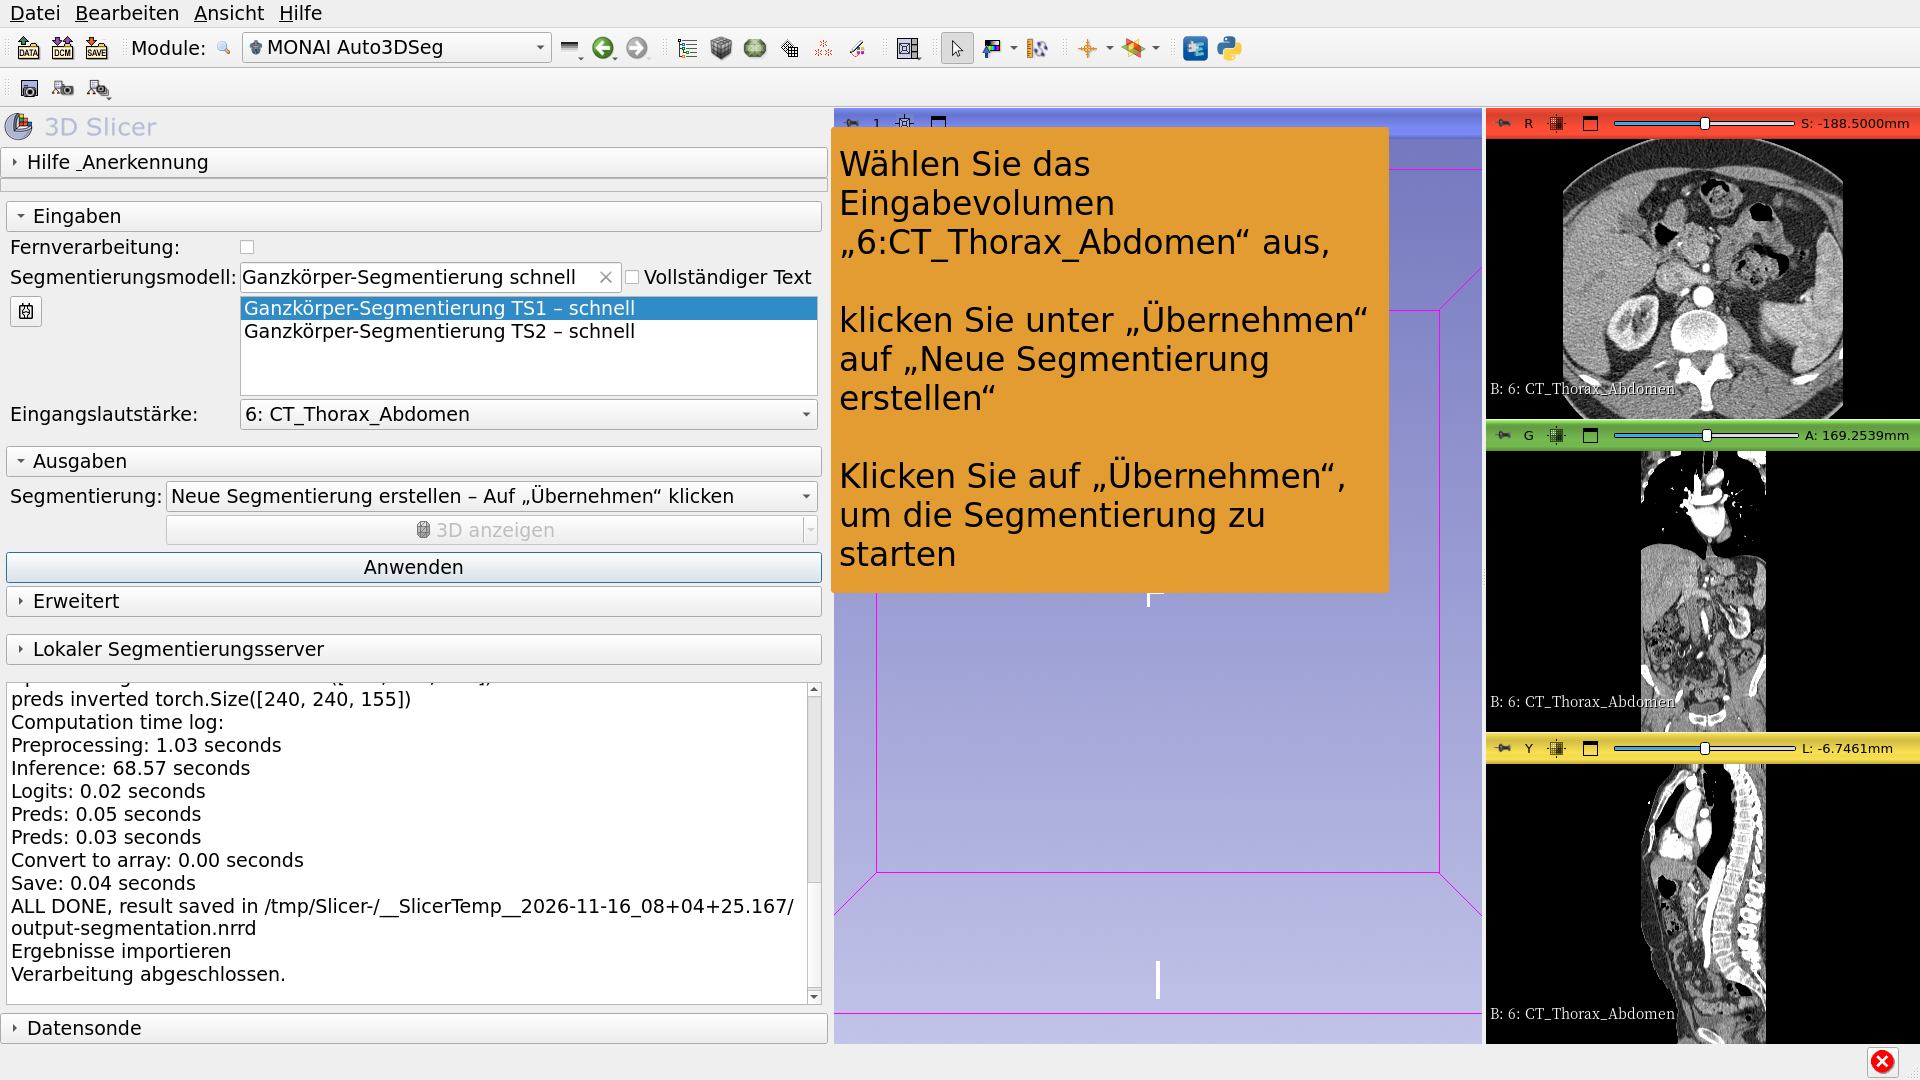 Datei Bearbeiten Ansicht Hilfe
DATA DCM SAVE Module: MONAI Auto3DSeg
3D Slicer
Hilfe _Anerkennung
Eingaben
Fernverarbeitung:
Segmentierungsmodell: Ganzkörper-Segmentierung schnell Vollständiger Text
Ganzkörper-Segmentierung TS1 – schnell
Ganzkörper-Segmentierung TS2 – schnell
Eingangslautstärke: 6: CT_Thorax_Abdomen
Ausgaben
Segmentierung: Neue Segmentierung erstellen – Auf „Übernehmen“ klicken
3D anzeigen
Anwenden
Erweitert
Lokaler Segmentierungsserver
preds inverted torch.Size([240, 240, 155])
Computation time log:
Preprocessing: 1.03 seconds
Inference: 68.57 seconds
Logits: 0.02 seconds
Preds: 0.05 seconds
Preds: 0.03 seconds
Convert to array: 0.00 seconds
Save: 0.04 seconds
ALL DONE, result saved in /tmp/Slicer-/__SlicerTemp__2026-11-16_08+04+25.167/
output-segmentation.nrrd
Ergebnisse importieren
Verarbeitung abgeschlossen.
Datensonde
1
Wählen Sie das
Eingabevolumen
„6:CT_Thorax_Abdomen“ aus,
klicken Sie unter „Übernehmen“
auf „Neue Segmentierung
erstellen“
Klicken Sie auf „Übernehmen“,
um die Segmentierung zu
starten
R S: -188.5000mm
B: 6: CT_Thorax_Abdomen
G A: 169.2539mm
B: 6: CT_Thorax_Abdomen
Y L: -6.7461mm
B: 6: CT_Thorax_Abdomen